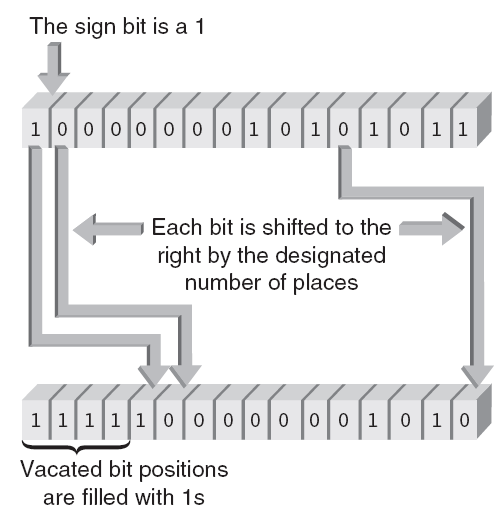 The sign bit is a 1
1 0 0 0 0 0 0 0 1 0 1 0 1 0 1 1
Each bit is shifted to the
right by the designated
number of places
1 1 1 1 1 0 0 0 0 0 0 0 1 0 1 0
Vacated bit positions
are filled with 1s